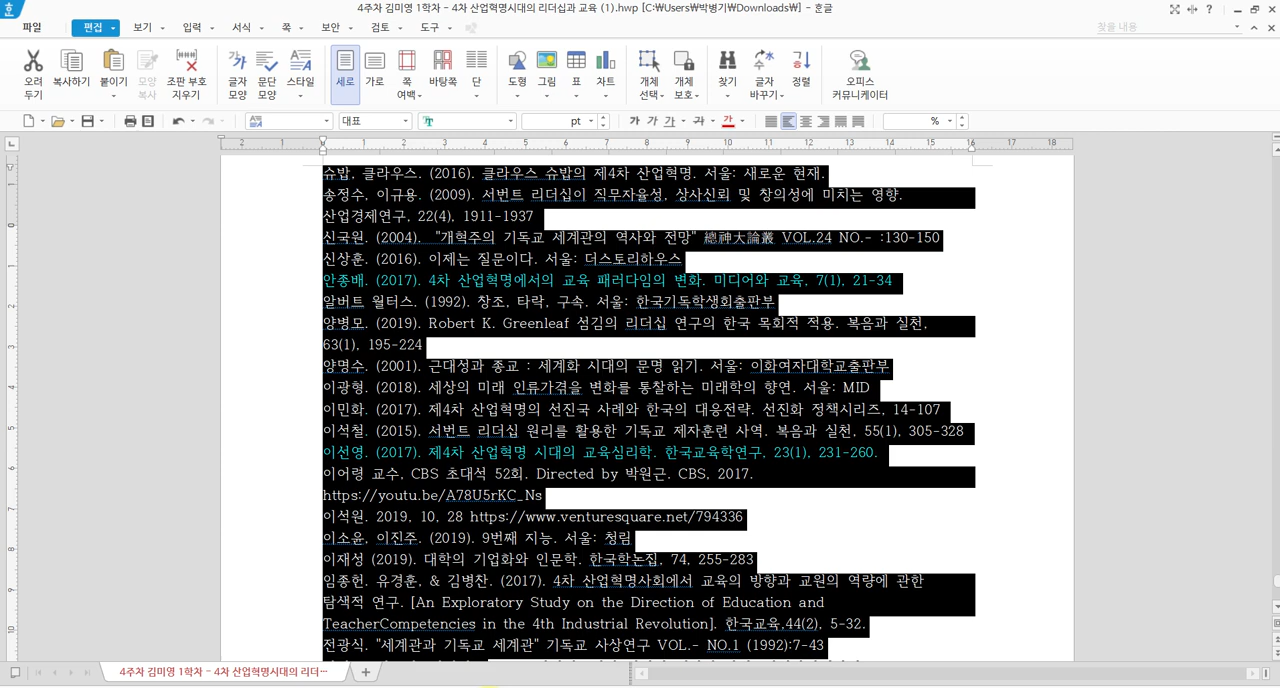 4주차 김미영 1학차 - 4차 산업혁명시대의 리더십과 교육 (1).hwp [C:￦Users￦박병기￦Downloads￦] - 호글
파일 편집 보기 입력 서식 쪽 보안 검토 도구 찾을 내용
오려 두기 복사하기 붙이기 모양 복사 조판 부호 지우기 글자 모양 문단 모양 스타일 세로 가로 쪽 여백 바탕쪽 단 도형 그림 표 차트 개체 선택 개체 보호 찾기 글자 바꾸기 정렬 오피스 커뮤니케이터
대표 pt 가 가 가 가 가 %
2 1 1 2 3 4 5 6 7 8 9 10 11 12 13 14 15 16 17 18
슈밥, 클라우스. (2016). 클라우스 슈밥의 제4차 산업혁명. 서울: 새로운 현재.
송정수, 이규용. (2009). 서번트 리더십이 직무자율성, 상사신뢰 및 창의성에 미치는 영향.
산업경제연구, 22(4), 1911-1937
신국원. (2004). "개혁주의 기독교 세계관의 역사와 전망" 總神大論叢 VOL.24 NO.- :130-150
신상훈. (2016). 이제는 질문이다. 서울: 더스토리하우스
안종배. (2017). 4차 산업혁명에서의 교육 패러다임의 변화. 미디어와 교육, 7(1), 21-34
알버트 월터스. (1992). 창조, 타락, 구속. 서울: 한국기독학생회출판부
양병모. (2019). Robert K. Greenleaf 섬김의 리더십 연구의 한국 목회적 적용. 복음과 실천,
63(1), 195-224
양명수. (2001). 근대성과 종교 : 세계화 시대의 문명 읽기. 서울: 이화여자대학교출판부
이광형. (2018). 세상의 미래 인류가겪을 변화를 통찰하는 미래학의 향연. 서울: MID
이민화. (2017). 제4차 산업혁명의 선진국 사례와 한국의 대응전략. 선진화 정책시리즈, 14-107
이석철. (2015). 서번트 리더십 원리를 활용한 기독교 제자훈련 사역. 복음과 실천, 55(1), 305-328
이선영. (2017). 제4차 산업혁명 시대의 교육심리학. 한국교육학연구, 23(1), 231-260.
이어령 교수, CBS 초대석 52회. Directed by 박원근. CBS, 2017.
https://youtu.be/A78U5rKC_Ns
이석원. 2019, 10, 28 https://www.venturesquare.net/794336
이소윤, 이진주. (2019). 9번째 지능. 서울: 청림
이재성 (2019). 대학의 기업화와 인문학. 한국학논집, 74, 255-283
임종헌, 유경훈, & 김병찬. (2017). 4차 산업혁명사회에서 교육의 방향과 교원의 역량에 관한
탐색적 연구. [An Exploratory Study on the Direction of Education and
TeacherCompetencies in the 4th Industrial Revolution]. 한국교육,44(2), 5-32.
전광식. "세계관과 기독교 세계관" 기독교 사상연구 VOL.- NO.1 (1992):7-43
4주차 김미영 1학차 - 4차 산업혁명시대의 리더…